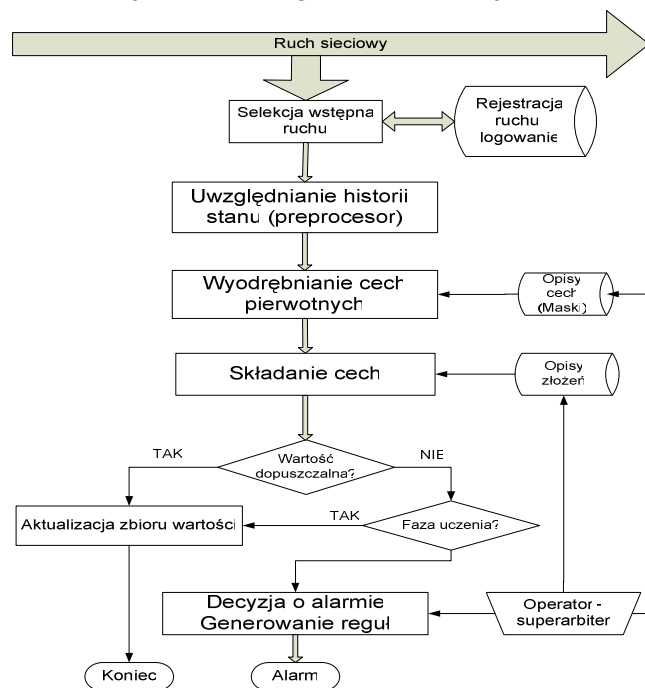 Ruch sieciowy
Selekcja wstępna
ruchu
Rejestracja
ruchu
logowanie
Uwzględnianie historii
stanu (preprocesor)
Wyodrębnianie cech
pierwotnych
Opisy
cech
(Maski)
Składanie cech
Opisy
złożeń
TAK
Wartość
dopuszczalna?
NIE
Aktualizacja zbioru wartości
TAK
Faza uczenia?
Decyzja o alarmie
Generowanie reguł
Operator -
superarbiter
Koniec
Alarm